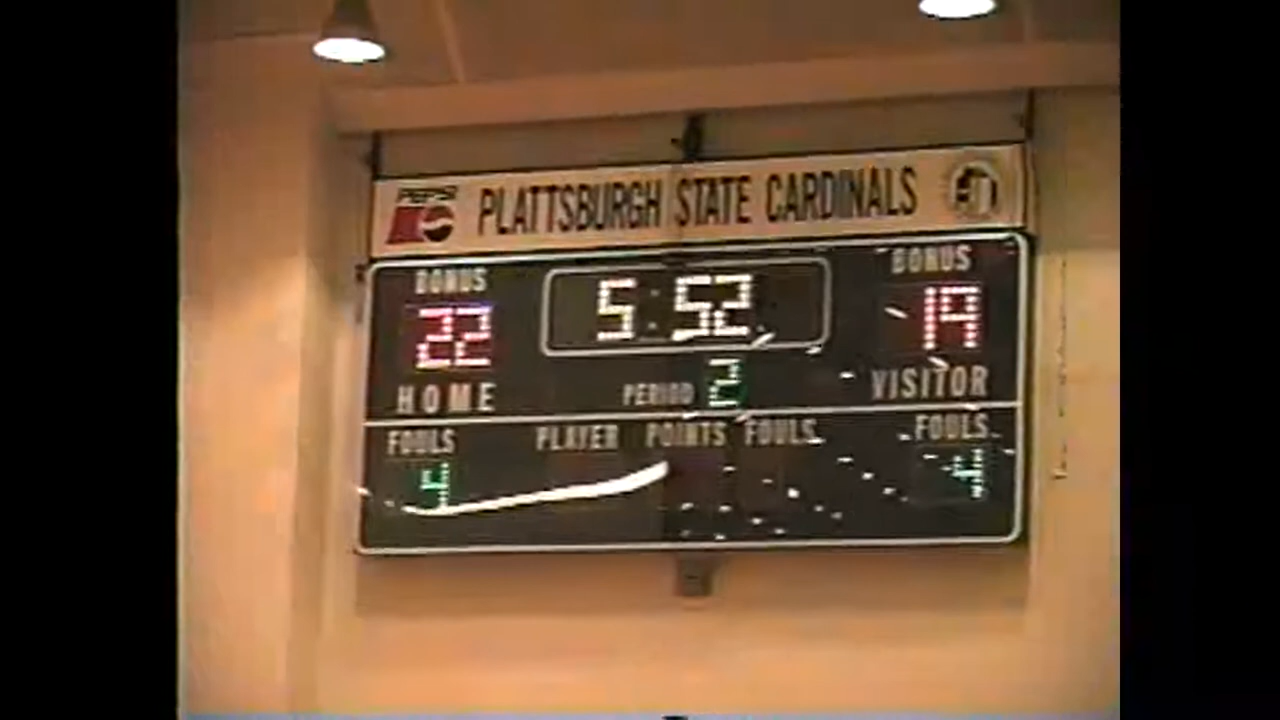 PEPSI PLATTSBURGH STATE CARDINALS
BONUS 5:52 BONUS
22 19
HOME PERIOD 2 VISITOR
FOULS PLAYER POINTS FOULS FOULS
4 4